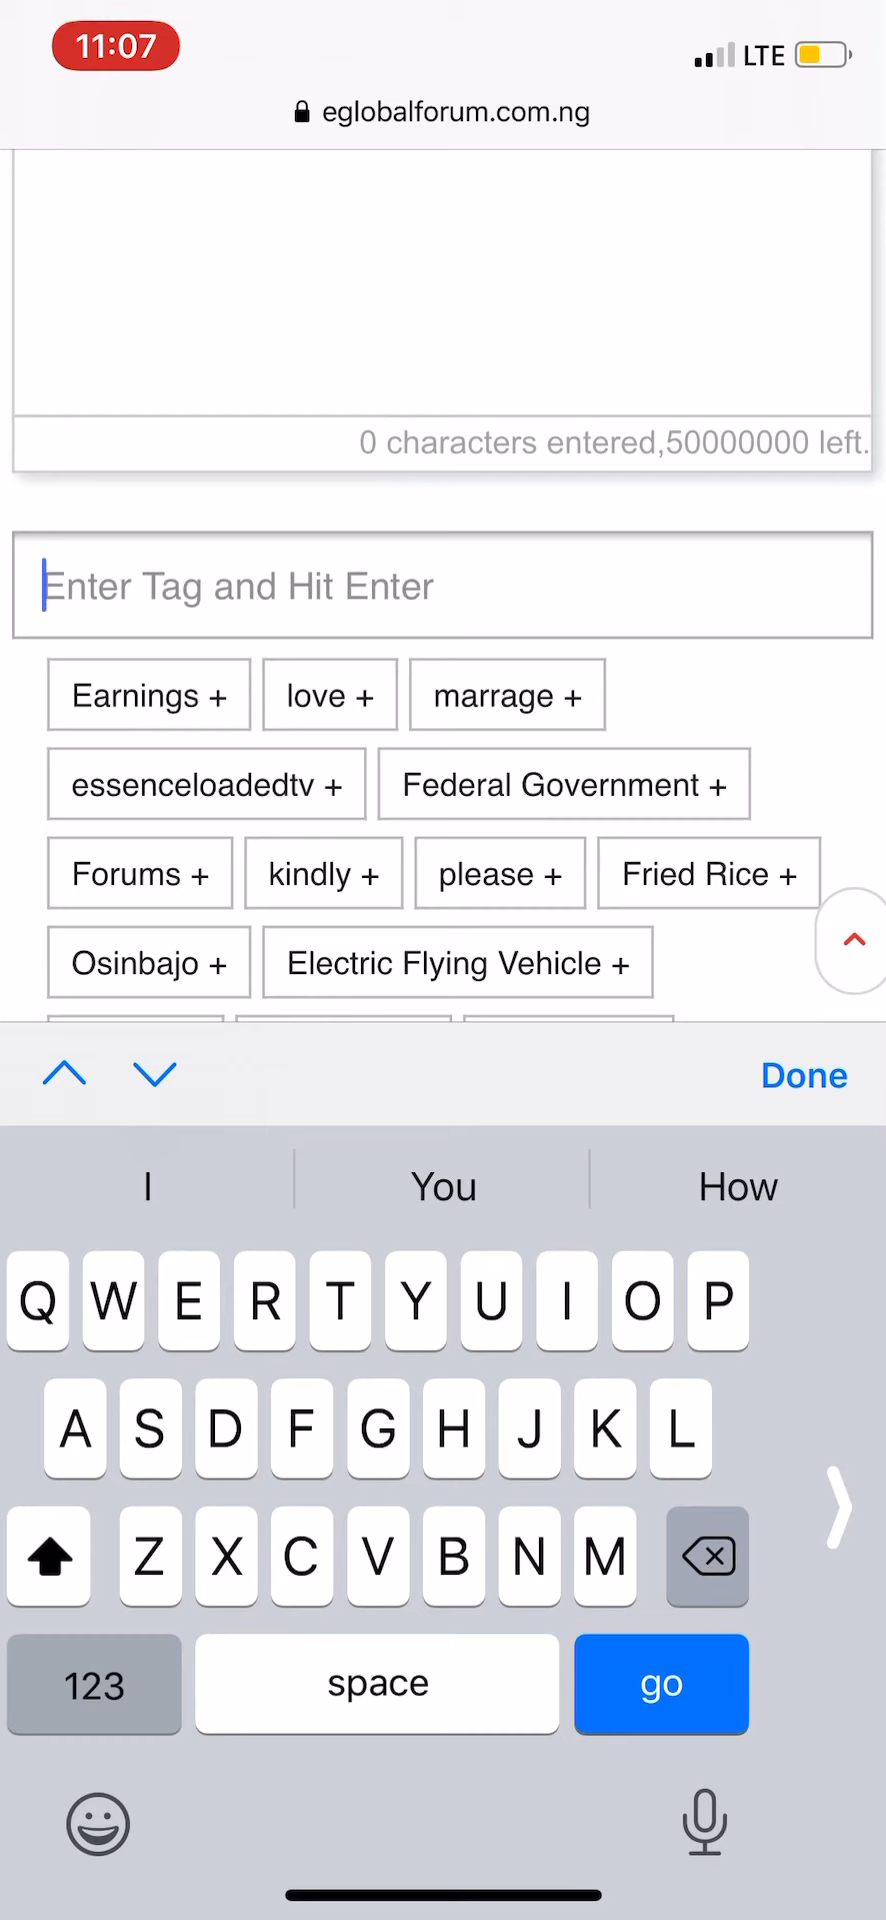 11:07
LTE
eglobalforum.com.ng
0 characters entered,50000000 left.
Enter Tag and Hit Enter
Earnings + love + marrage +
essenceloadedtv + Federal Government +
Forums + kindly + please + Fried Rice +
Osinbajo + Electric Flying Vehicle +
Done
I You How
Q W E R T Y U I O P
A S D F G H J K L
Z X C V B N M
123 space go